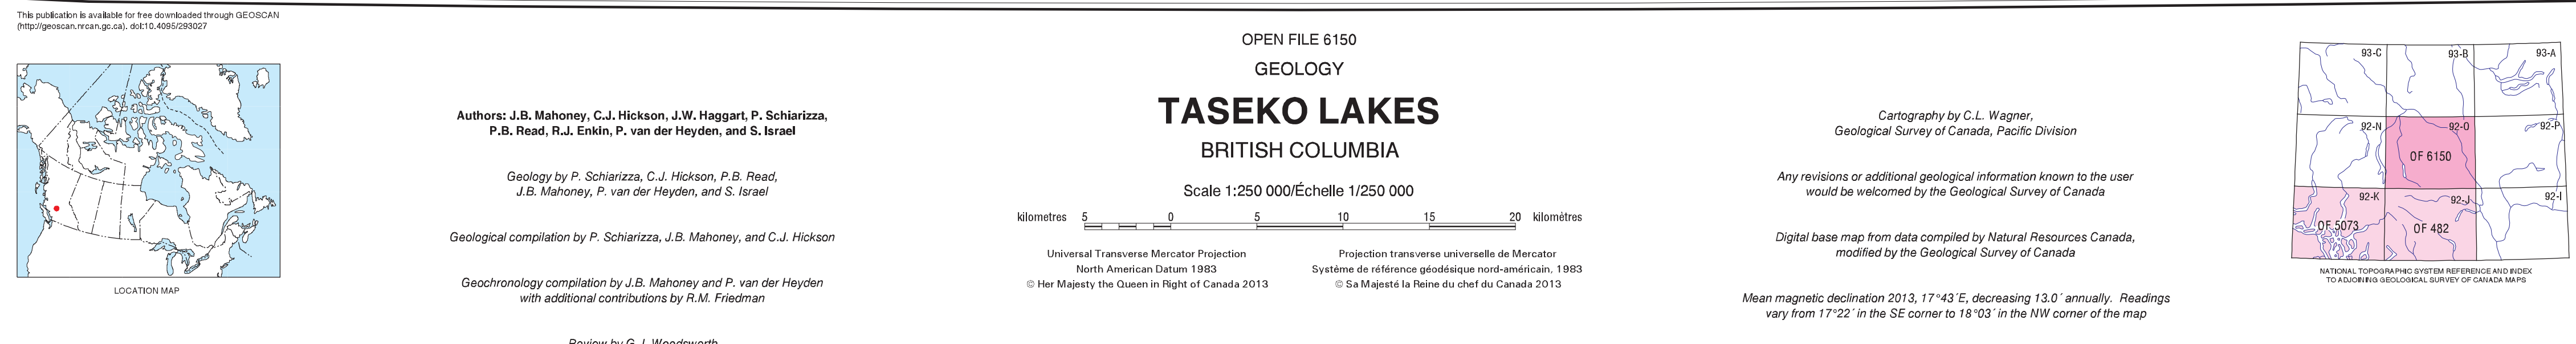 This publication is available for free downloaded through GEOSCAN
(http://geoscan.nrcan.gc.ca). doi:10.4095/293027
LOCATION MAP
Authors: J.B. Mahoney, C.J. Hickson, J.W. Haggart, P. Schiarizza,
P.B. Read, R.J. Enkin, P. van der Heyden, and S. Israel
Geology by P. Schiarizza, C.J. Hickson, P.B. Read,
J.B. Mahoney, P. van der Heyden, and S. Israel
Geological compilation by P. Schiarizza, J.B. Mahoney, and C.J. Hickson
Geochronology compilation by J.B. Mahoney and P. van der Heyden
with additional contributions by R.M. Friedman
Review by G.J. Woodsworth
OPEN FILE 6150
GEOLOGY
TASEKO LAKES
BRITISH COLUMBIA
Scale 1:250 000/Échelle 1/250 000
kilometres 5 0 5 10 15 20 kilomètres
Universal Transverse Mercator Projection
North American Datum 1983
© Her Majesty the Queen in Right of Canada 2013
Projection transverse universelle de Mercator
Système de référence géodésique nord-américain, 1983
© Sa Majesté la Reine du chef du Canada 2013
Cartography by C.L. Wagner,
Geological Survey of Canada, Pacific Division
Any revisions or additional geological information known to the user
would be welcomed by the Geological Survey of Canada
Digital base map from data compiled by Natural Resources Canada,
modified by the Geological Survey of Canada
Mean magnetic declination 2013, 17°43´E, decreasing 13.0´ annually. Readings
vary from 17°22´ in the SE corner to 18°03´ in the NW corner of the map
93-C 93-B 93-A
92-N 92-O 92-P
OF 6150
92-K 92-J 92-I
OF 5073 OF 482
NATIONAL TOPOGRAPHIC SYSTEM REFERENCE AND INDEX
TO ADJOINING GEOLOGICAL SURVEY OF CANADA MAPS